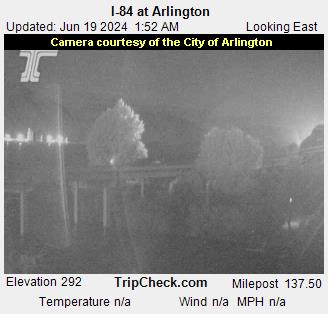 I-84 at Arlington
Updated: Jun 19 2024 1:52 AM Looking East
Camera courtesy of the City of Arlington
Elevation 292 TripCheck.com Milepost 137.50
Temperature n/a Wind n/a MPH n/a